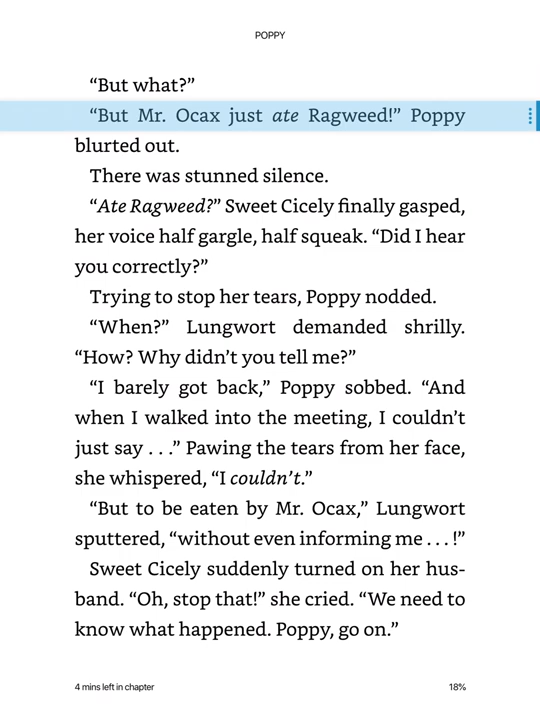 POPPY
“But what?”
“But Mr. Ocax just ate Ragweed!” Poppy
blurted out.
There was stunned silence.
“Ate Ragweed?” Sweet Cicely finally gasped,
her voice half gargle, half squeak. “Did I hear
you correctly?”
Trying to stop her tears, Poppy nodded.
“When?” Lungwort demanded shrilly.
“How? Why didn’t you tell me?”
“I barely got back,” Poppy sobbed. “And
when I walked into the meeting, I couldn’t
just say . . .” Pawing the tears from her face,
she whispered, “I couldn’t.”
“But to be eaten by Mr. Ocax,” Lungwort
sputtered, “without even informing me . . . !”
Sweet Cicely suddenly turned on her hus-
band. “Oh, stop that!” she cried. “We need to
know what happened. Poppy, go on.”
4 mins left in chapter 18%